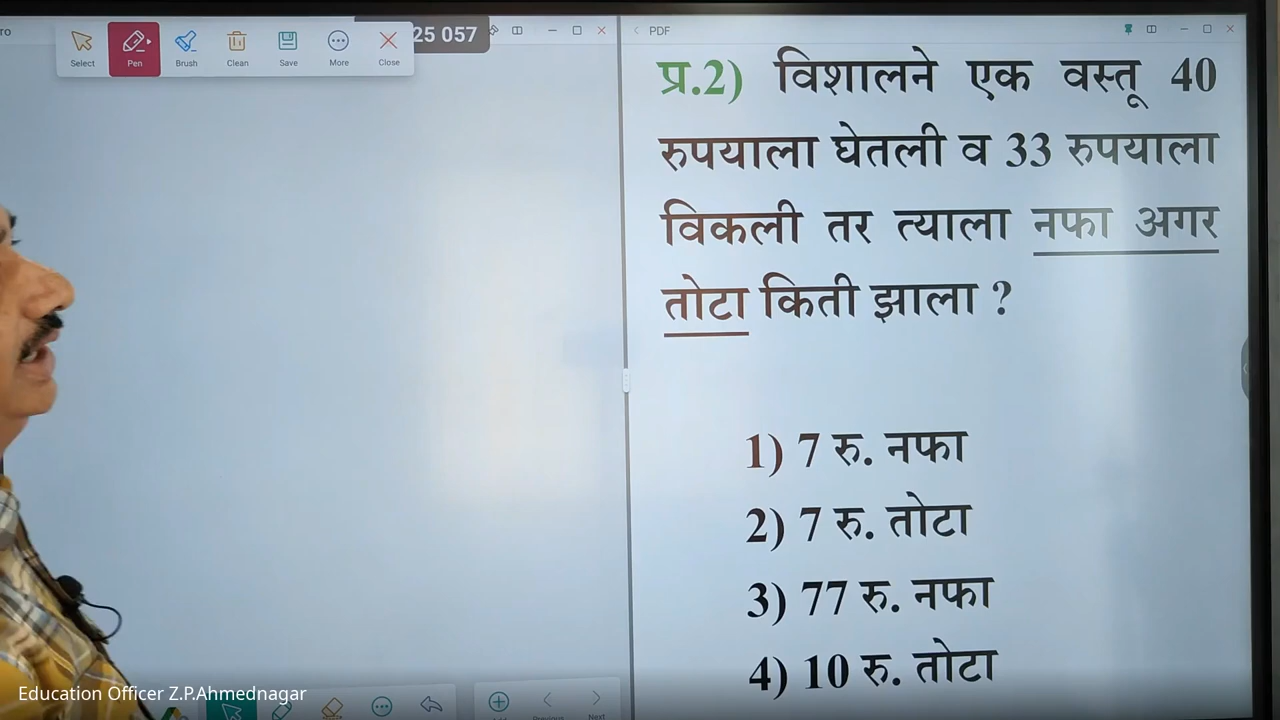 ro
25 057
Select
Pen
Brush
Clean
Save
More
Close
PDF
प्र.2) विशालने एक वस्तू 40
रुपयाला घेतली व 33 रुपयाला
विकली तर त्याला नफा अगर
तोटा किती झाला ?
1) 7 रु. नफा
2) 7 रु. तोटा
3) 77 रु. नफा
4) 10 रु. तोटा
Education Officer Z.P.Ahmednagar
Previous
Next